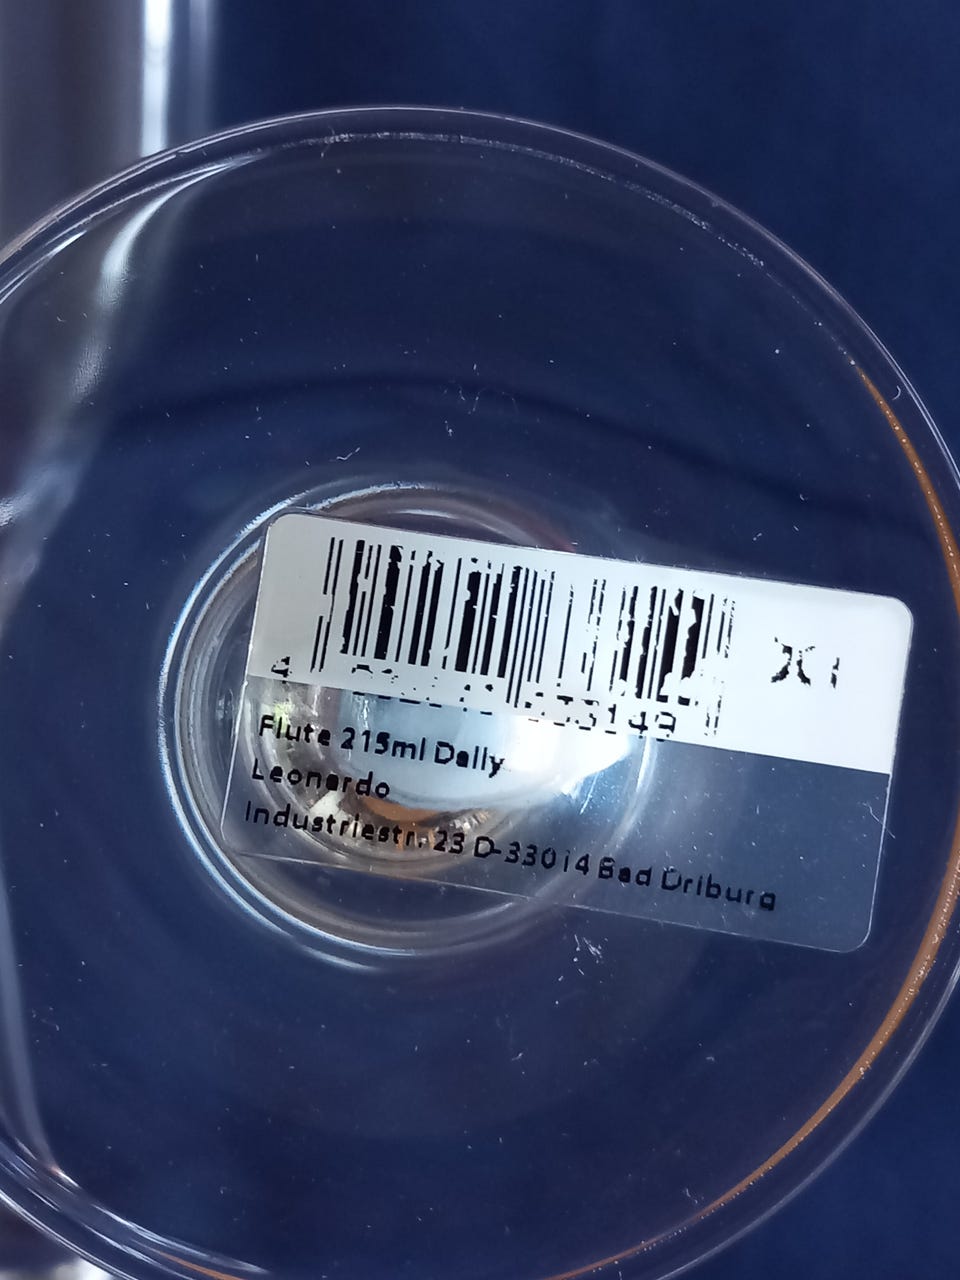 Flute 215ml Daily
Leonardo
Industriestr. 23 D-33014 Bad Driburg